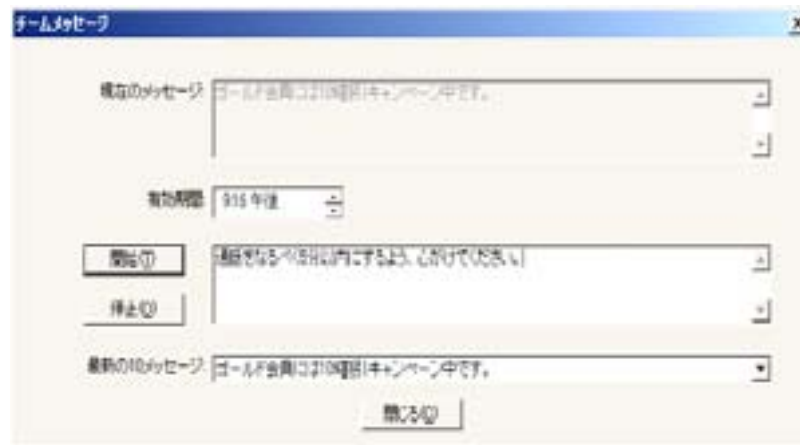 チームメッセージ
現在のメッセージ
ゴールド会員には10%割引キャンペーン中です。
有効期間
9:15 午後
開始(T)
通話をなるべく5分以内にするよう、心がけてください。
停止(O)
最新の10メッセージ
ゴールド会員には10%割引キャンペーン中です。
閉じる(C)